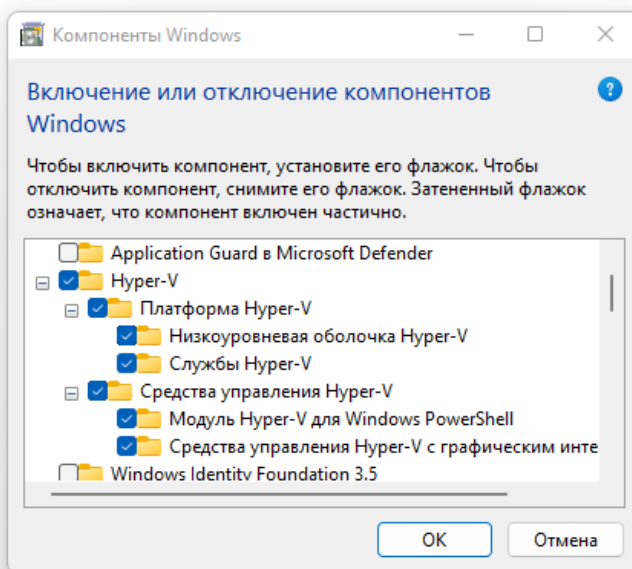 Компоненты Windows
Включение или отключение компонентов
Windows
Чтобы включить компонент, установите его флажок. Чтобы
отключить компонент, снимите его флажок. Затененный флажок
означает, что компонент включен частично.
Application Guard в Microsoft Defender
Hyper-V
Платформа Hyper-V
Низкоуровневая оболочка Hyper-V
Службы Hyper-V
Средства управления Hyper-V
Модуль Hyper-V для Windows PowerShell
Средства управления Hyper-V с графическим инте
Windows Identity Foundation 3.5
ОК
Отмена